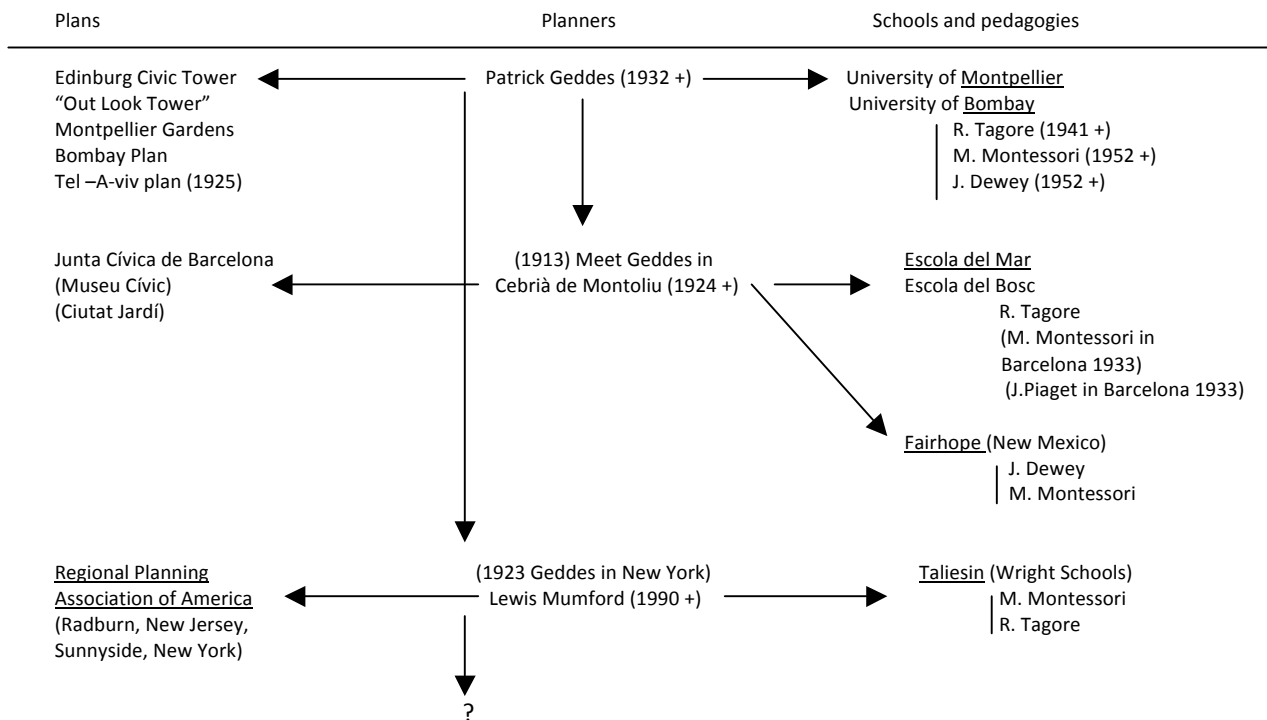 Plans
Planners
Schools and pedagogies
Edinburg Civic Tower
“Out Look Tower”
Montpellier Gardens
Bombay Plan
Tel –A-viv plan (1925)
Patrick Geddes (1932 +)
University of Montpellier
University of Bombay
R. Tagore (1941 +)
M. Montessori (1952 +)
J. Dewey (1952 +)
Junta Cívica de Barcelona
(Museu Cívic)
(Ciutat Jardí)
(1913) Meet Geddes in
Cebrià de Montoliu (1924 +)
Escola del Mar
Escola del Bosc
R. Tagore
(M. Montessori in
Barcelona 1933)
(J.Piaget in Barcelona 1933)
Fairhope (New Mexico)
J. Dewey
M. Montessori
Regional Planning
Association of America
(Radburn, New Jersey,
Sunnyside, New York)
(1923 Geddes in New York)
Lewis Mumford (1990 +)
Taliesin (Wright Schools)
M. Montessori
R. Tagore
?